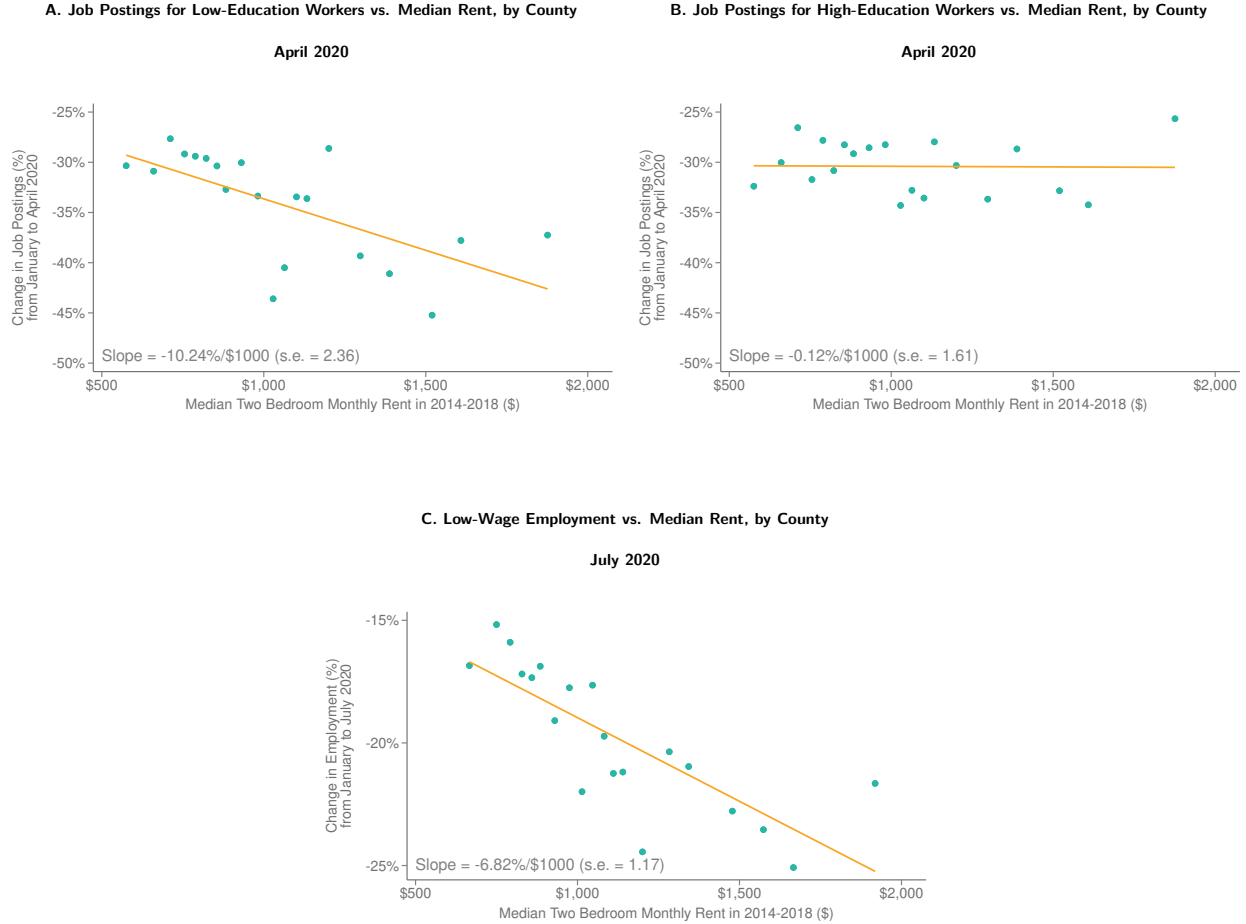 A. Job Postings for Low-Education Workers vs. Median Rent, by County
April 2020
-25%
-30%
-35%
-40%
-45%
-50%
Change in Job Postings (%)
from January to April 2020
Slope = -10.24%/$1000 (s.e. = 2.36)
$500
$1,000
$1,500
$2,000
Median Two Bedroom Monthly Rent in 2014-2018 ($)
B. Job Postings for High-Education Workers vs. Median Rent, by County
April 2020
-25%
-30%
-35%
-40%
-45%
-50%
Change in Job Postings (%)
from January to April 2020
Slope = -0.12%/$1000 (s.e. = 1.61)
$500
$1,000
$1,500
$2,000
Median Two Bedroom Monthly Rent in 2014-2018 ($)
C. Low-Wage Employment vs. Median Rent, by County
July 2020
-15%
-20%
-25%
Change in Employment (%)
from January to July 2020
Slope = -6.82%/$1000 (s.e. = 1.17)
$500
$1,000
$1,500
$2,000
Median Two Bedroom Monthly Rent in 2014-2018 ($)